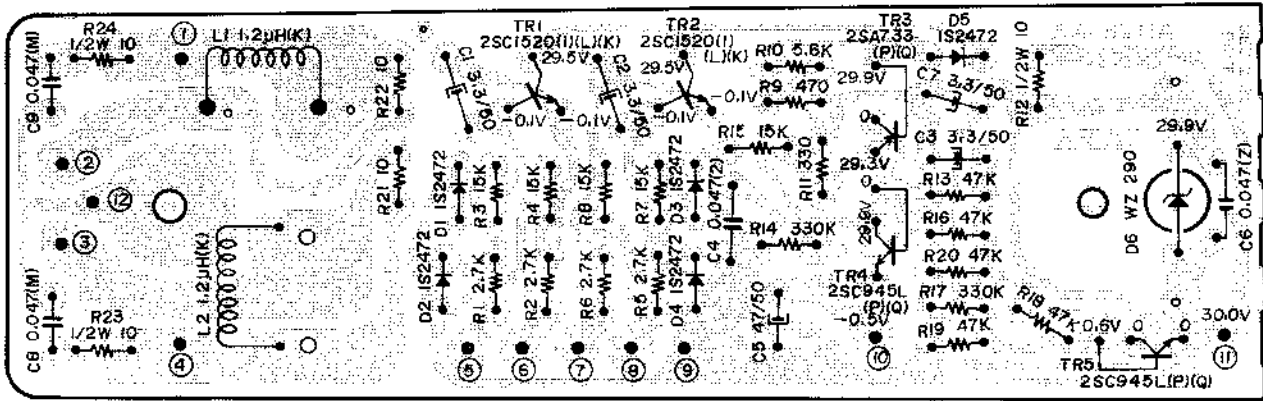 R24
1/2W 10
C9 0.047(M)
①
L1 1.2μH(K)
②
⑫
③
L2 1.2μH(K)
C8 0.047(M)
R23
1/2W 10
④
R22 10
R21 10
C1 3.3/50
TR1
2SC1520(1)(L)(K)
29.5V
-0.1V
-0.1V
C2 3.3/50
TR2
2SC1520(1)
(L)(K)
29.5V
-0.1V
-0.1V
D1 1S2472
R3 15K
R4 15K
R8 15K
R7 15K
D3 1S2472
D2 1S2472
R1 2.7K
R2 2.7K
R6 2.7K
R5 2.7K
D4 1S2472
⑤
⑥
⑦
⑧
⑨
R10 5.6K
R9 470
15K
R11 330
C4 0.047(Z)
R14 330K
C5 47/50
TR3
2SA733
(P)(Q)
29.9V
0
29.3V
0
29.9V
TR4
2SC945L
(P)(Q)
-0.5V
⑩
D5
1S2472
C7 3.3/50
C3 3.3/50
R13 47K
R16 47K
R20 47K
R17 330K
R19 47K
R12 1/2W 10
R18 47K
-0.6V
0
0
TR5
2SC945L(P)(Q)
29.9V
D6 WZ 290
C6 0.047(Z)
30.0V
⑪